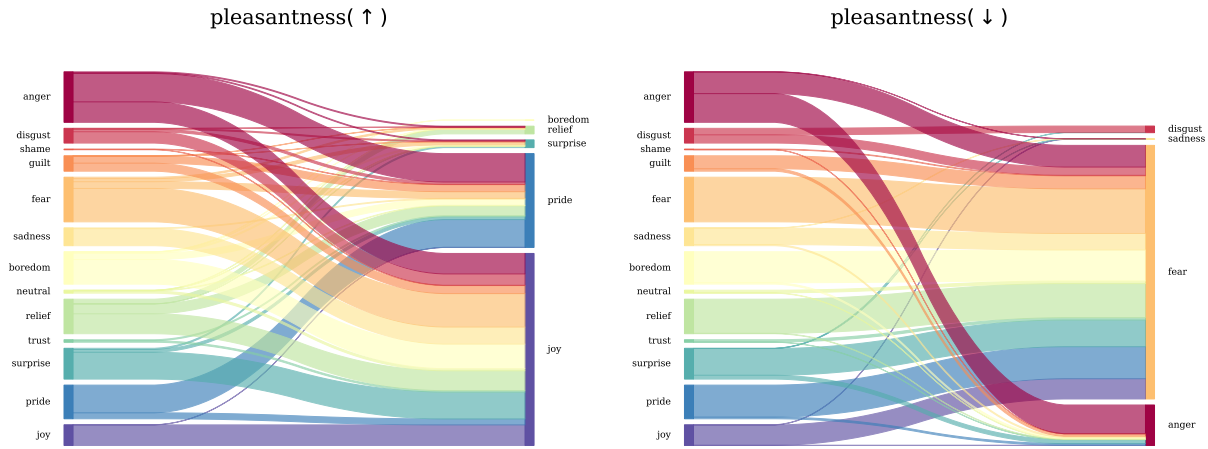 pleasantness( ↑ )
anger
disgust
shame
guilt
fear
sadness
boredom
neutral
relief
trust
surprise
pride
joy
boredom
relief
surprise
pride
joy
pleasantness( ↓ )
anger
disgust
shame
guilt
fear
sadness
boredom
neutral
relief
trust
surprise
pride
joy
disgust
sadness
fear
anger